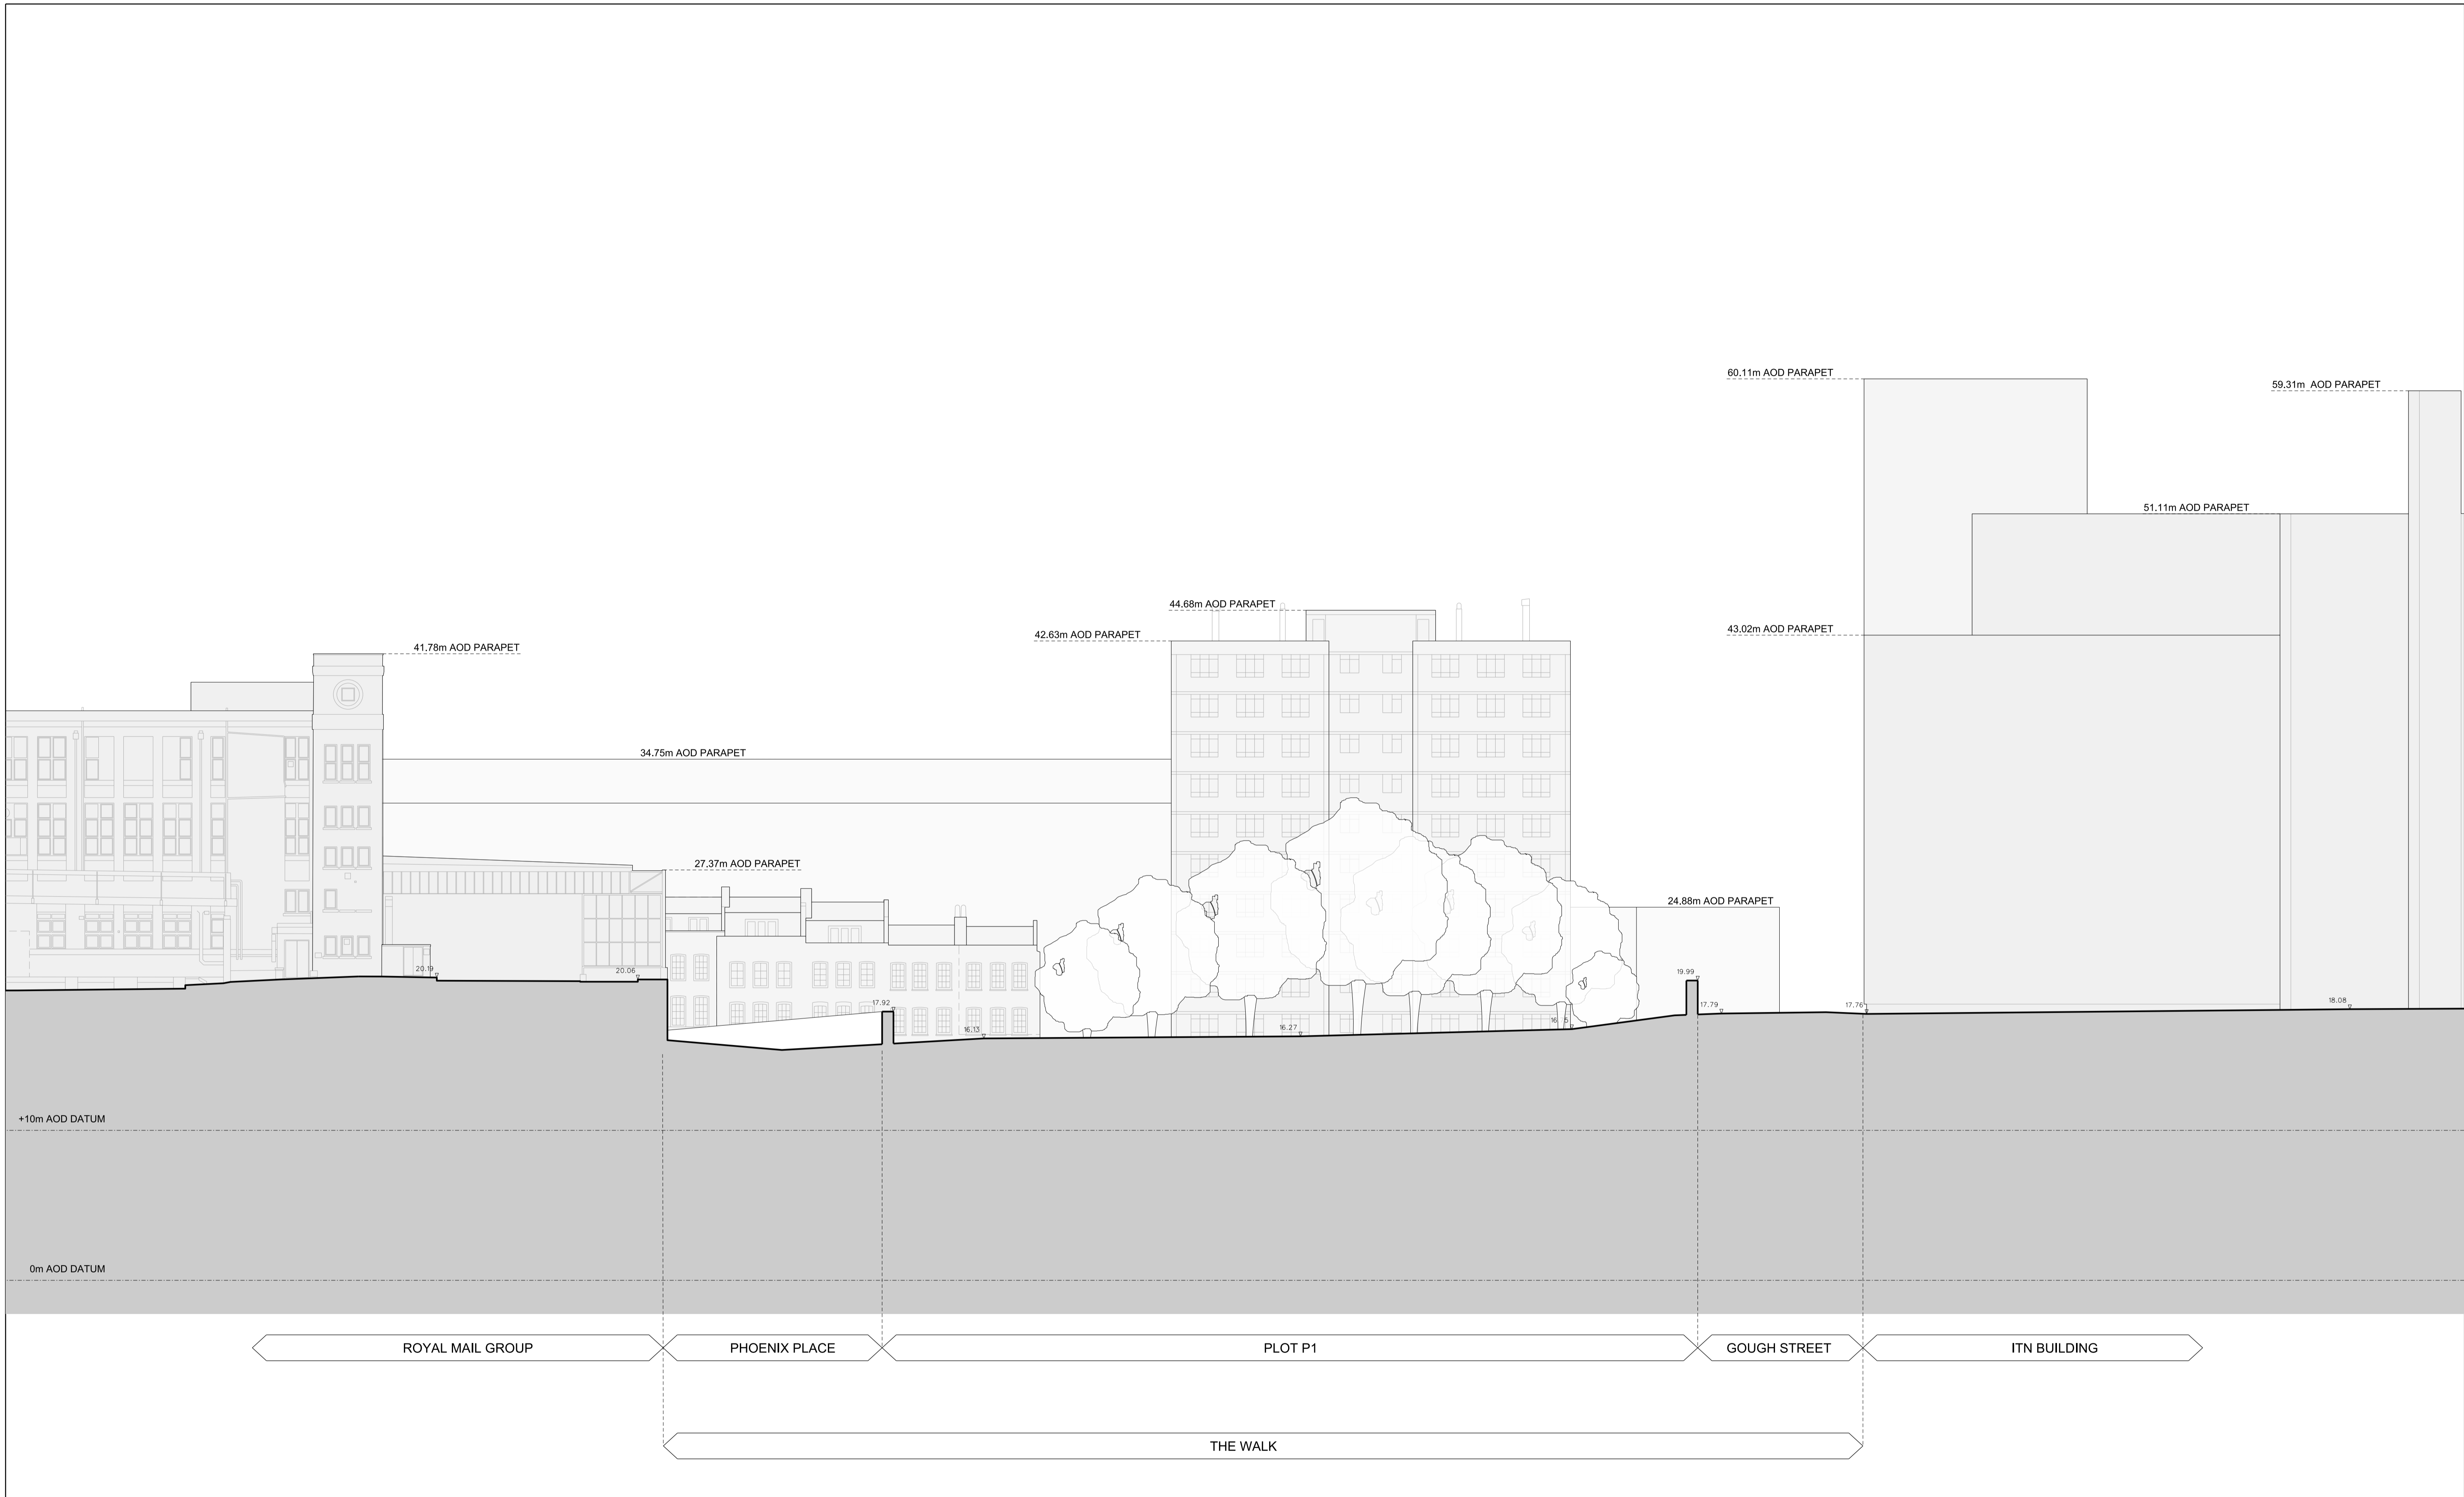 60.11m AOD PARAPET
59.31m  AOD PARAPET
51.11m AOD PARAPET
44.68m AOD PARAPET
42.63m AOD PARAPET
43.02m AOD PARAPET
41.78m AOD PARAPET
34.75m AOD PARAPET
27.37m AOD PARAPET
24.88m AOD PARAPET
20.19
20.06
17.92
16.13
16.27
19.99
17.79
17.76
18.08
+10m AOD DATUM
0m AOD DATUM
ROYAL MAIL GROUP
PHOENIX PLACE
PLOT P1
GOUGH STREET
ITN BUILDING
THE WALK